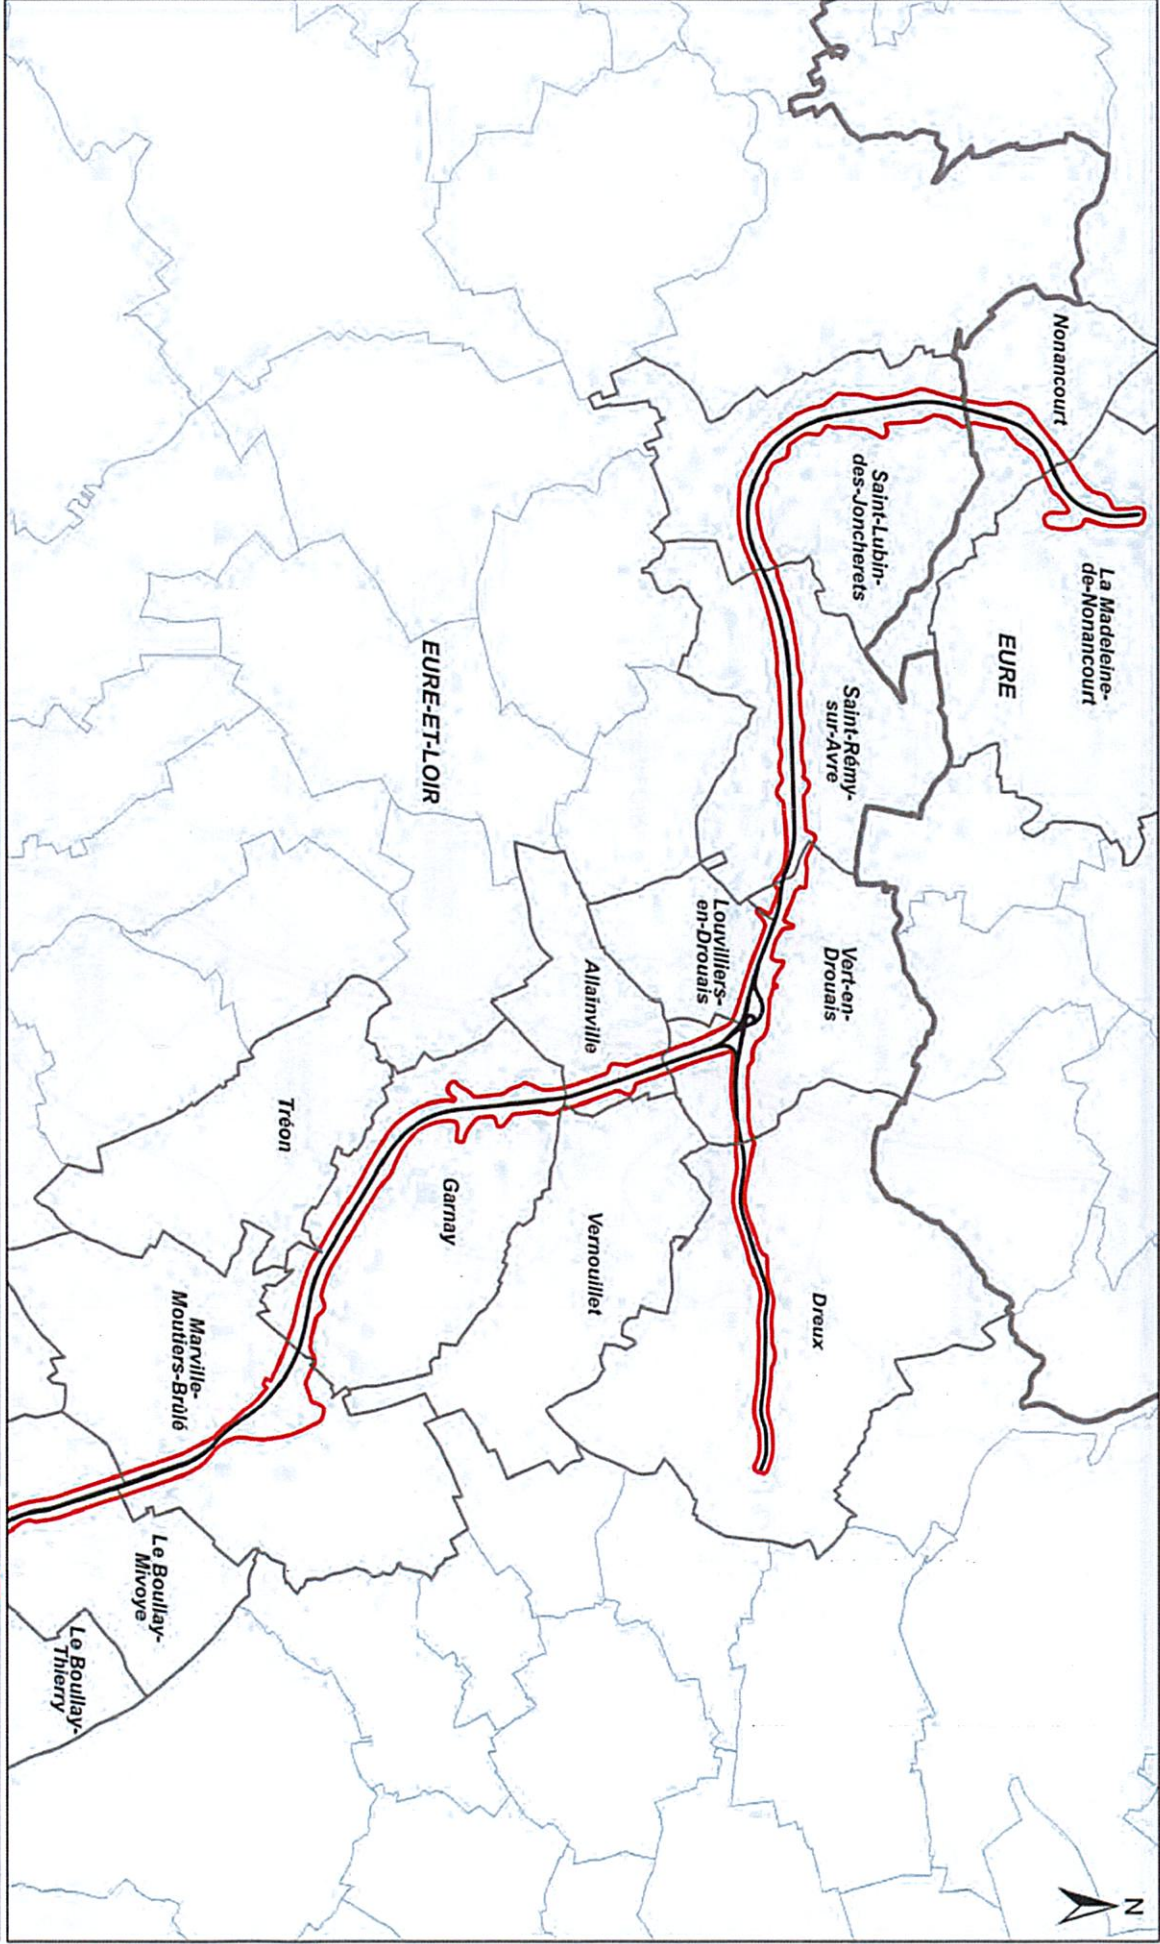 N
La Madeleine-
de-Nonancourt
Nonancourt
EURE
Saint-Lubin-
des-Joncherets
Saint-Rémy-
sur-Avre
Vert-en-
Drouais
Dreux
Louvilliers-
en-Drouais
Allainville
Vernouillet
EURE-ET-LOIR
Garnay
Tréon
Marville-
Moutiers-Brûlé
Le Boullay-
Mivoye
Le Boullay-
Thierry